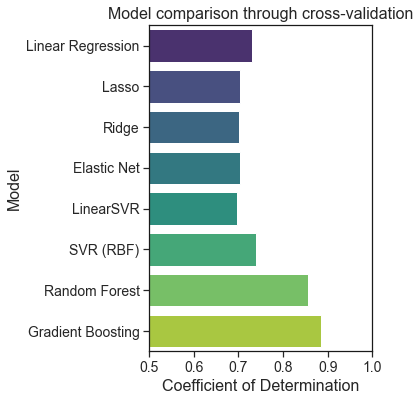 Model comparison through cross-validation
Model
Linear Regression
Lasso
Ridge
Elastic Net
LinearSVR
SVR (RBF)
Random Forest
Gradient Boosting
0.5 0.6 0.7 0.8 0.9 1.0
Coefficient of Determination